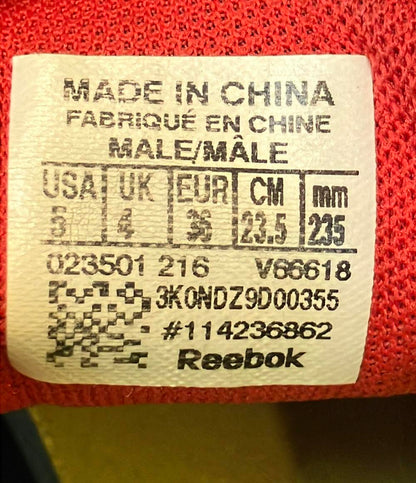 MADE IN CHINA
FABRIQUÉ EN CHINE
MALE/MÂLE
USA UK EUR CM mm
5 4 36 23.5 235
023501 216 V66618
3K0NDZ9D00355
#114236862
Reebok